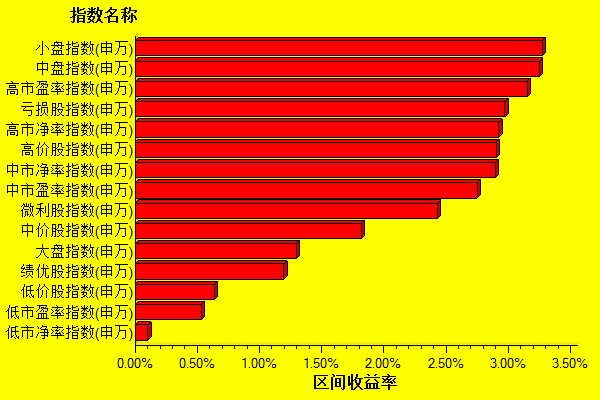 指数名称
小盘指数(申万)
中盘指数(申万)
高市盈率指数(申万)
亏损股指数(申万)
高市净率指数(申万)
高价股指数(申万)
中市净率指数(申万)
中市盈率指数(申万)
微利股指数(申万)
中价股指数(申万)
大盘指数(申万)
绩优股指数(申万)
低价股指数(申万)
低市盈率指数(申万)
低市净率指数(申万)
0.00% 0.50% 1.00% 1.50% 2.00% 2.50% 3.00% 3.50%
区间收益率